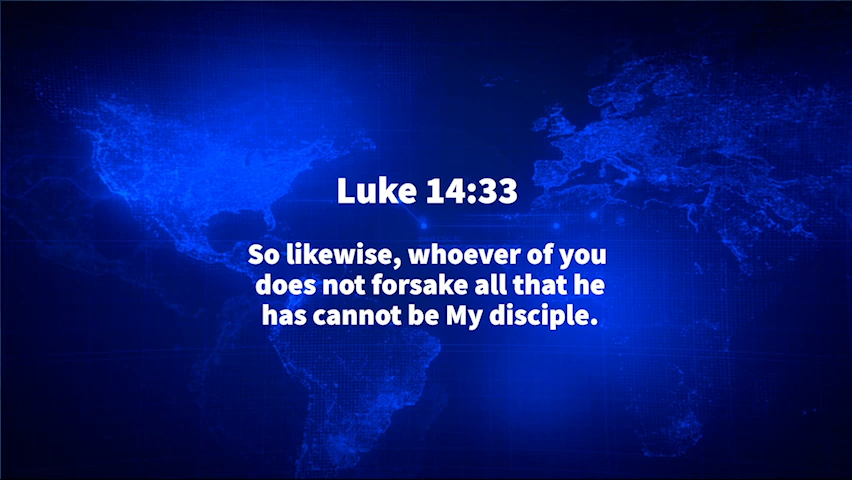 Luke 14:33
So likewise, whoever of you
does not forsake all that he
has cannot be My disciple.